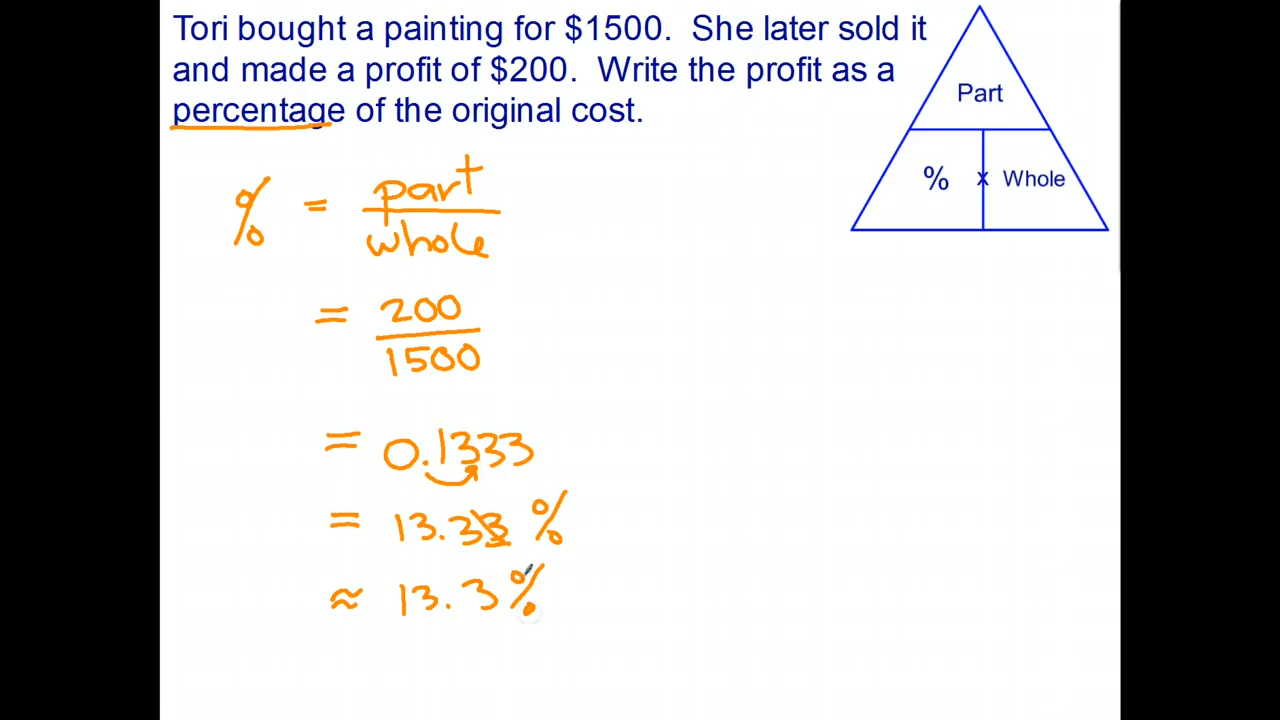 Tori bought a painting for $1500. She later sold it
and made a profit of $200. Write the profit as a
percentage of the original cost.
Part
% x Whole
% = part
whole
= 200
1500
= 0.1333
= 13.33 %
≈ 13.3%